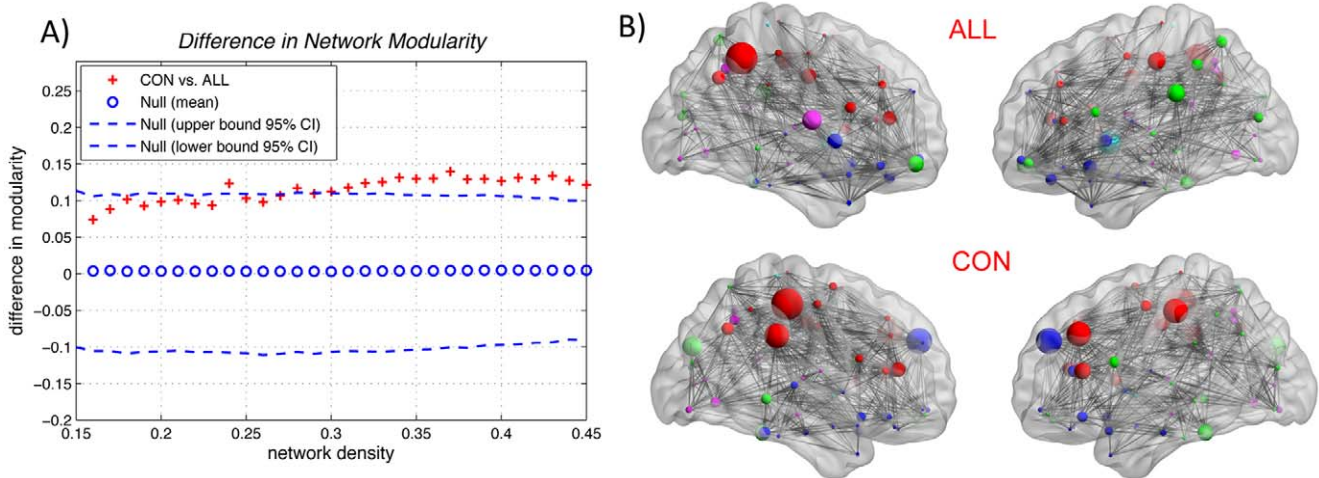 A)
Difference in Network Modularity
CON vs. ALL
Null (mean)
Null (upper bound 95% CI)
Null (lower bound 95% CI)
0.25
0.2
0.15
0.1
0.05
0
−0.05
−0.1
−0.15
−0.2
difference in modularity
0.15 0.2 0.25 0.3 0.35 0.4 0.45
network density
B)
ALL
CON